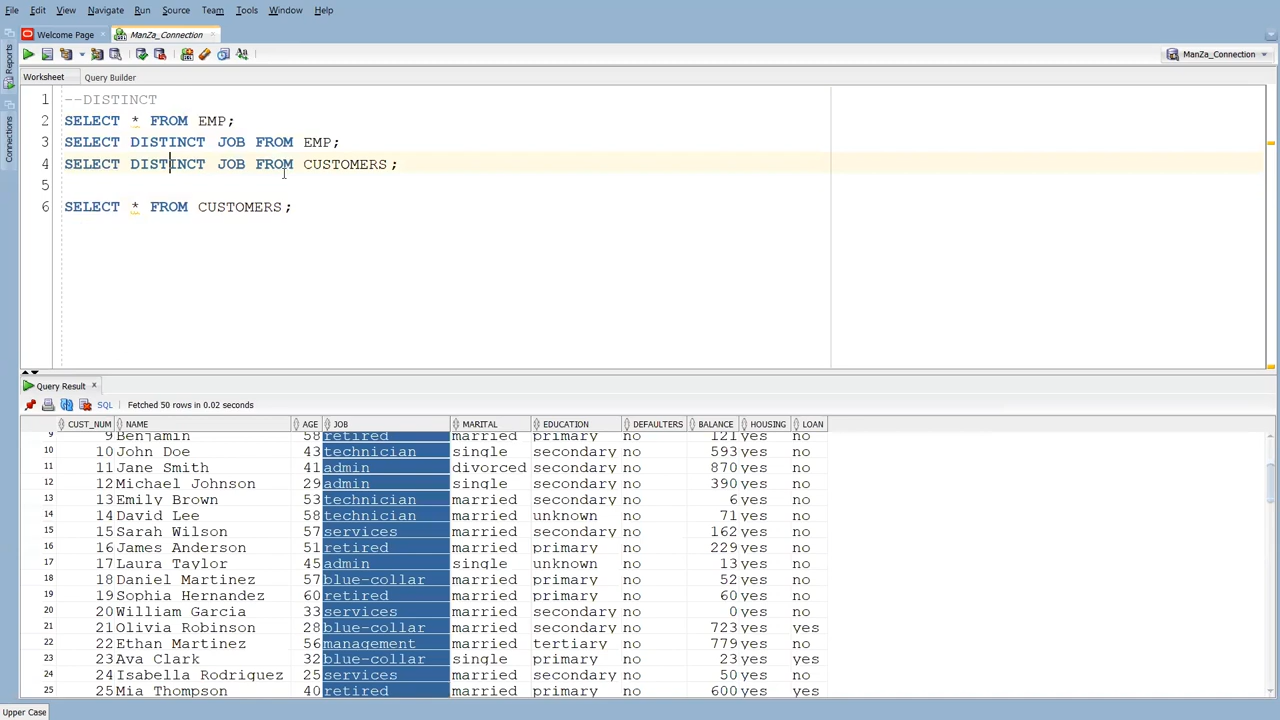 File Edit View Navigate Run Source Team Tools Window Help
Welcome Page ManZa_Connection
ManZa_Connection
Reports
Connections
Worksheet Query Builder
1 --DISTINCT
2 SELECT * FROM EMP;
3 SELECT DISTINCT JOB FROM EMP;
4 SELECT DISTINCT JOB FROM CUSTOMERS;
5
6 SELECT * FROM CUSTOMERS;
Query Result
SQL Fetched 50 rows in 0.02 seconds
CUST_NUM NAME AGE JOB MARITAL EDUCATION DEFAULTERS BALANCE HOUSING LOAN
9 9 Benjamin 58 retired married primary no 121 yes no
10 10 John Doe 43 technician single secondary no 593 yes no
11 11 Jane Smith 41 admin divorced secondary no 870 yes no
12 12 Michael Johnson 29 admin single secondary no 390 yes no
13 13 Emily Brown 53 technician married secondary no 6 yes no
14 14 David Lee 58 technician married unknown no 71 yes no
15 15 Sarah Wilson 57 services married secondary no 162 yes no
16 16 James Anderson 51 retired married primary no 229 yes no
17 17 Laura Taylor 45 admin single unknown no 13 yes no
18 18 Daniel Martinez 57 blue-collar married primary no 52 yes no
19 19 Sophia Hernandez 60 retired married primary no 60 yes no
20 20 William Garcia 33 services married secondary no 0 yes no
21 21 Olivia Robinson 28 blue-collar married secondary no 723 yes yes
22 22 Ethan Martinez 56 management married tertiary no 779 yes no
23 23 Ava Clark 32 blue-collar single primary no 23 yes yes
24 24 Isabella Rodriguez 25 services married secondary no 50 yes no
25 25 Mia Thompson 40 retired married primary no 600 yes yes
Upper Case